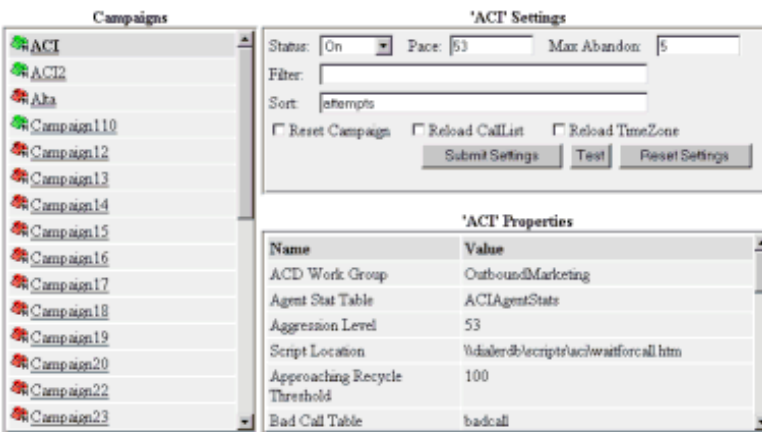 Campaigns
ACI
ACI2
Alta
Campaign110
Campaign12
Campaign13
Campaign14
Campaign15
Campaign16
Campaign17
Campaign18
Campaign19
Campaign20
Campaign22
Campaign23
'ACI' Settings
Status: On Pace: 53 Max Abandon: 5
Filter:
Sort: attempts
Reset Campaign Reload CallList Reload TimeZone
Submit Settings Test Reset Settings
'ACI' Properties
Name Value
ACD Work Group OutboundMarketing
Agent Stat Table ACIAgentStats
Aggression Level 53
Script Location \\dialerdb\scripts\aci\waitforcall.htm
Approaching Recycle 100
Threshold
Bad Call Table badcall